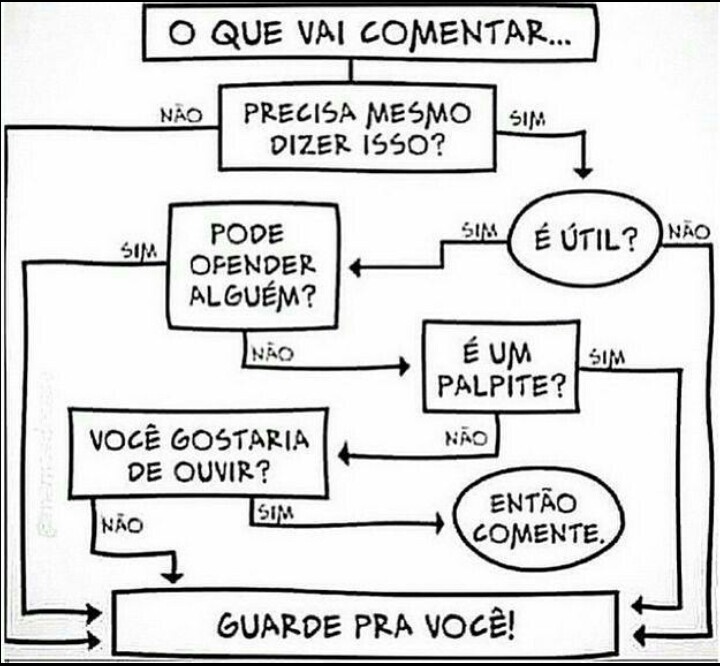 O QUE VAI COMENTAR...
NÃO
PRECISA MESMO
DIZER ISSO?
SIM
PODE
OFENDER
ALGUÉM?
SIM
SIM
É ÚTIL?
NÃO
NÃO
É UM
PALPITE?
SIM
NÃO
VOCÊ GOSTARIA
DE OUVIR?
NÃO
SIM
ENTÃO
COMENTE.
GUARDE PRA VOCÊ!